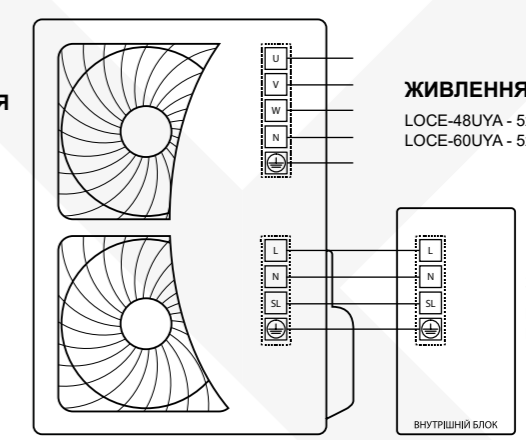 Я
U
V
W
N
ЖИВЛЕННЯ
LOCE-48UYA - 5
LOCE-60UYA - 5
L
N
SL
L
N
SL
ВНУТРІШНІЙ БЛОК